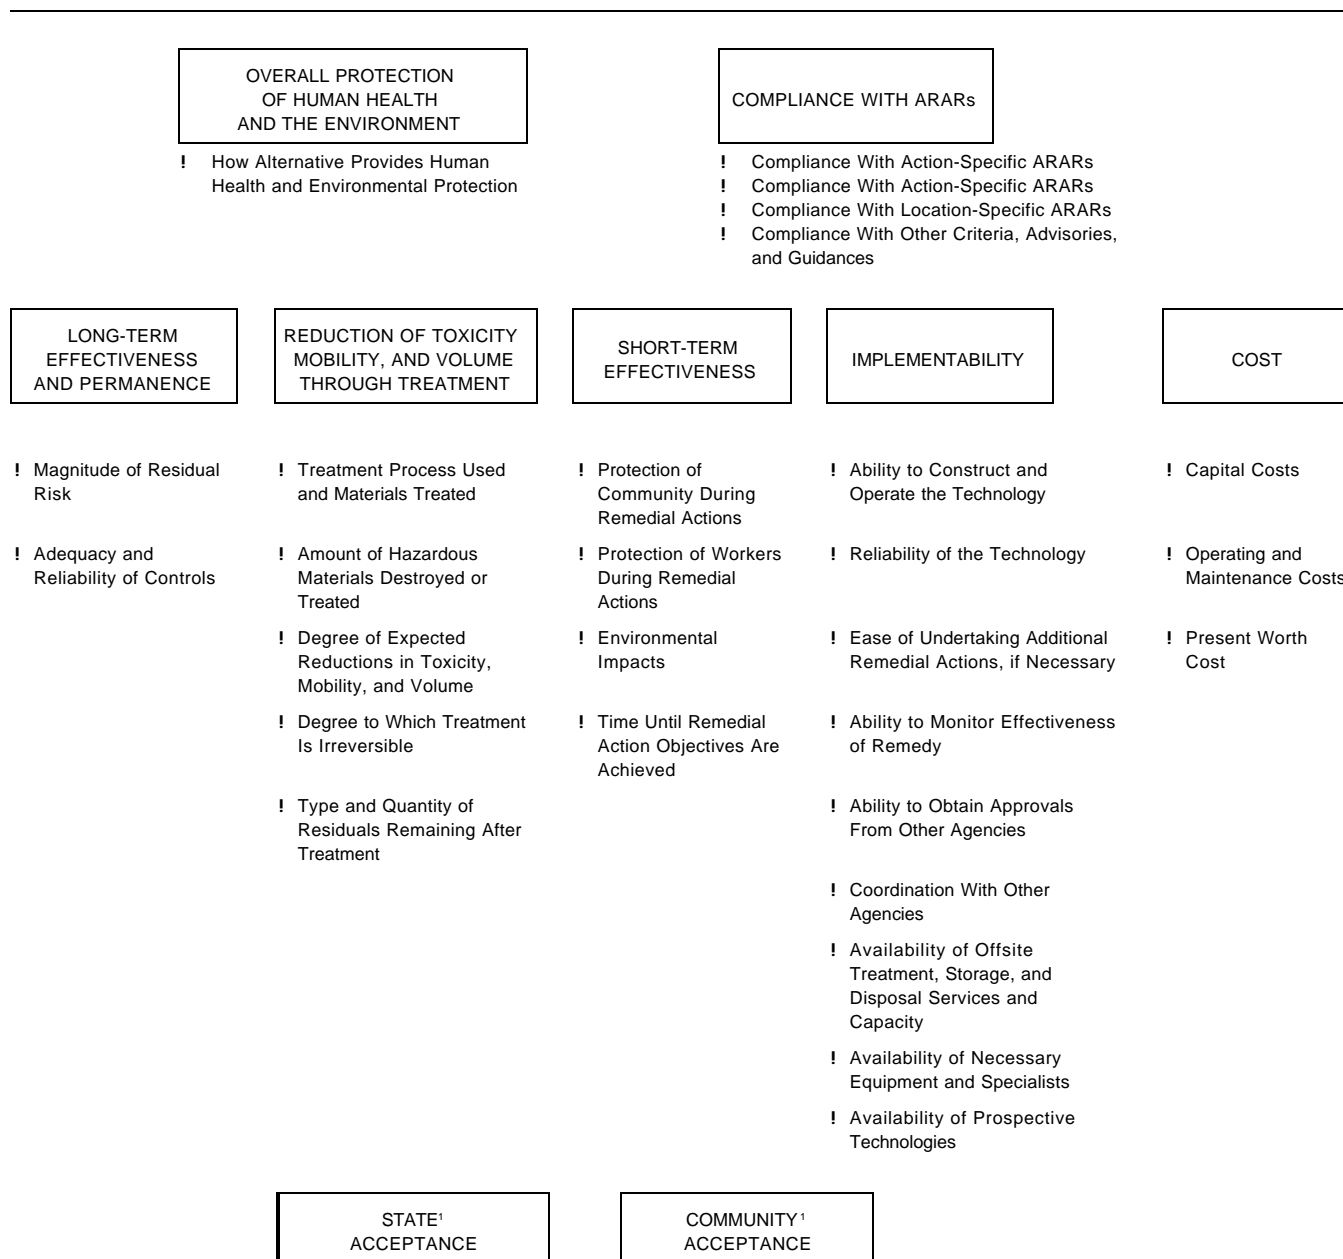 OVERALL PROTECTION
OF HUMAN HEALTH
AND THE ENVIRONMENT
! How Alternative Provides Human
Health and Environmental Protection
COMPLIANCE WITH ARARs
! Compliance With Action-Specific ARARs
! Compliance With Action-Specific ARARs
! Compliance With Location-Specific ARARs
! Compliance With Other Criteria, Advisories,
and Guidances
LONG-TERM
EFFECTIVENESS
AND PERMANENCE
! Magnitude of Residual
Risk
! Adequacy and
Reliability of Controls
REDUCTION OF TOXICITY
MOBILITY, AND VOLUME
THROUGH TREATMENT
! Treatment Process Used
and Materials Treated
! Amount of Hazardous
Materials Destroyed or
Treated
! Degree of Expected
Reductions in Toxicity,
Mobility, and Volume
! Degree to Which Treatment
Is Irreversible
! Type and Quantity of
Residuals Remaining After
Treatment
SHORT-TERM
EFFECTIVENESS
! Protection of
Community During
Remedial Actions
! Protection of Workers
During Remedial
Actions
! Environmental
Impacts
! Time Until Remedial
Action Objectives Are
Achieved
IMPLEMENTABILITY
! Ability to Construct and
Operate the Technology
! Reliability of the Technology
! Ease of Undertaking Additional
Remedial Actions, if Necessary
! Ability to Monitor Effectiveness
of Remedy
! Ability to Obtain Approvals
From Other Agencies
! Coordination With Other
Agencies
! Availability of Offsite
Treatment, Storage, and
Disposal Services and
Capacity
! Availability of Necessary
Equipment and Specialists
! Availability of Prospective
Technologies
COST
! Capital Costs
! Operating and
Maintenance Costs
! Present Worth
Cost
STATE¹
ACCEPTANCE
COMMUNITY¹
ACCEPTANCE